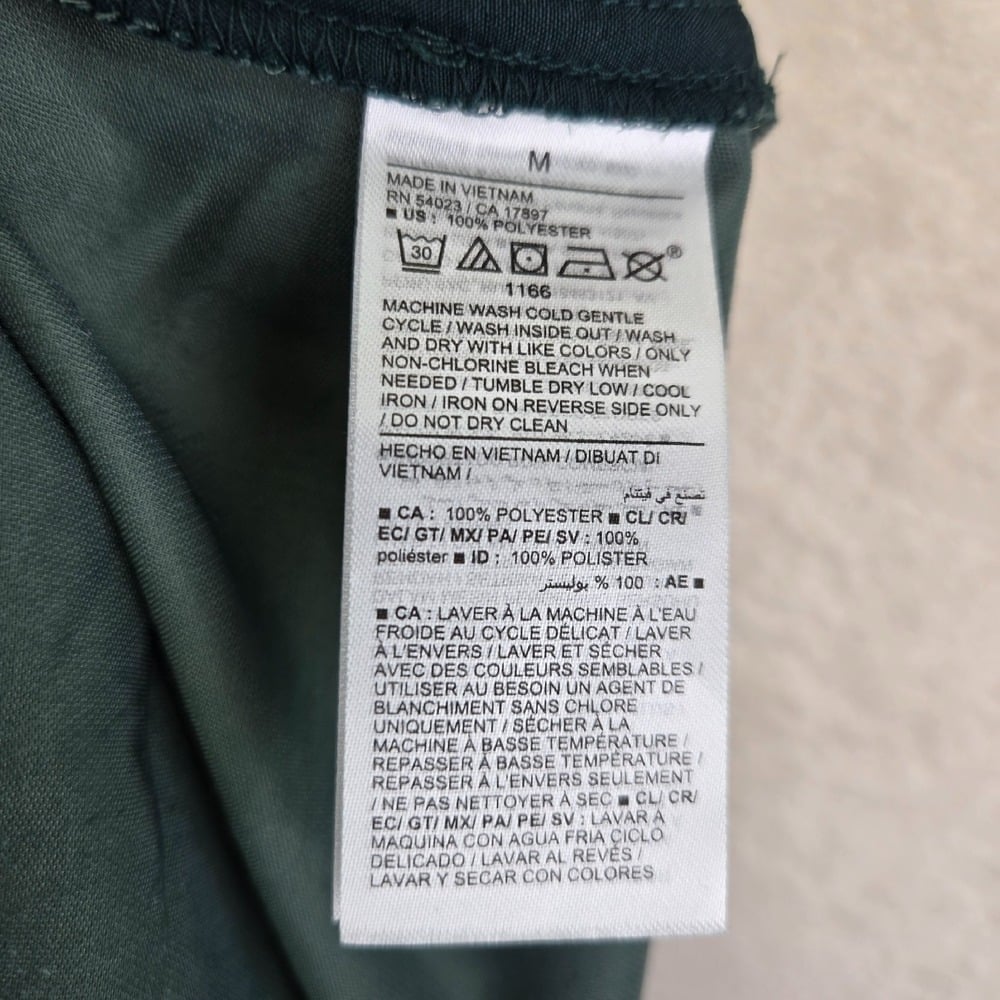 M
MADE IN VIETNAM
RN 54023 / CA 17897
■ US : 100% POLYESTER
30
®
1166
MACHINE WASH COLD GENTLE
CYCLE / WASH INSIDE OUT / WASH
AND DRY WITH LIKE COLORS / ONLY
NON-CHLORINE BLEACH WHEN
NEEDED / TUMBLE DRY LOW / COOL
IRON / IRON ON REVERSE SIDE ONLY
/ DO NOT DRY CLEAN
HECHO EN VIETNAM / DIBUAT DI
VIETNAM /
تصنع في فيتنام
■ CA : 100% POLYESTER ■ CL/ CR/
EC/ GT/ MX/ PA/ PE/ SV : 100%
poliéster ■ ID : 100% POLISTER
■ AE : 100 % بوليستر
■ CA : LAVER À LA MACHINE À L'EAU
FROIDE AU CYCLE DÉLICAT / LAVER
À L'ENVERS / LAVER ET SÉCHER
AVEC DES COULEURS SEMBLABLES /
UTILISER AU BESOIN UN AGENT DE
BLANCHIMENT SANS CHLORE
UNIQUEMENT / SÉCHER À LA
MACHINE À BASSE TEMPÉRATURE /
REPASSER À BASSE TEMPÉRATURE /
REPASSER À L'ENVERS SEULEMENT
/ NE PAS NETTOYER À SEC ■ CL/ CR/
EC/ GT/ MX/ PA/ PE/ SV : LAVAR A
MAQUINA CON AGUA FRIA CICLO
DELICADO / LAVAR AL REVÉS /
LAVAR Y SECAR CON COLORES